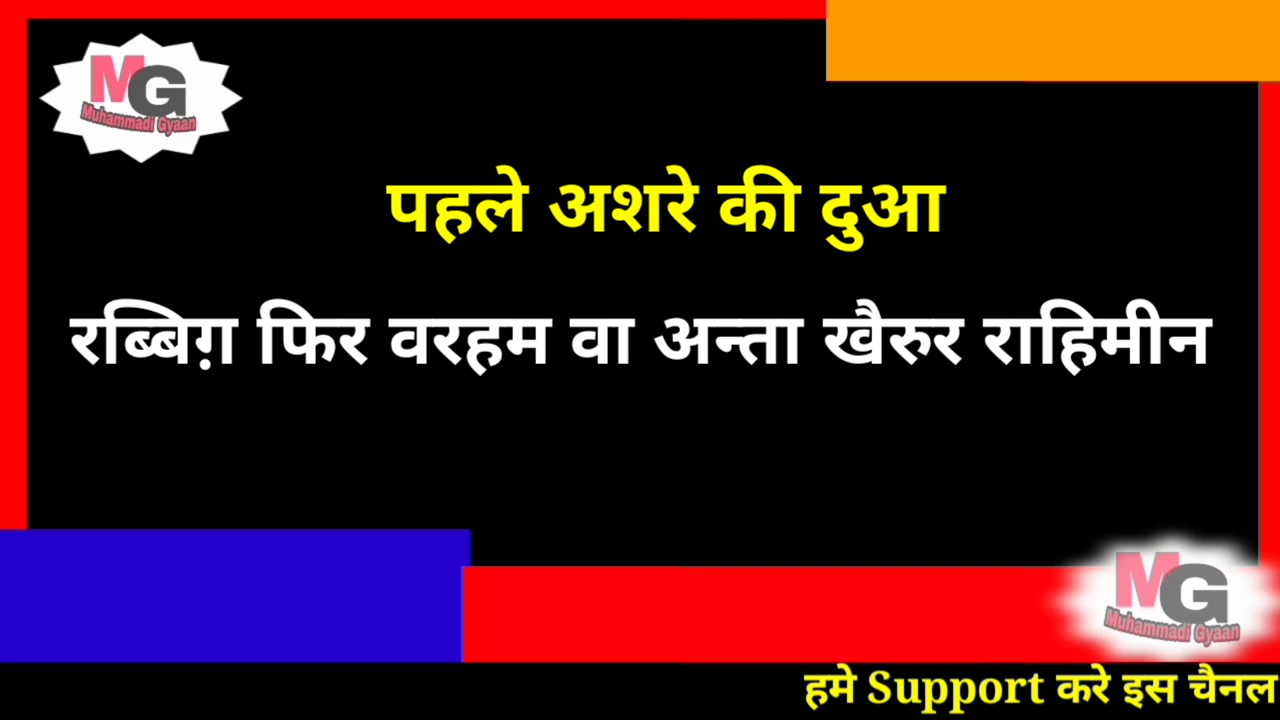 MG
Muhammadi Gyaan
पहले अशरे की दुआ
रब्बिग़ फिर वरहम वा अन्ता खैरुर राहिमीन
MG
Muhammadi Gyaan
हमे Support करे इस चैनल